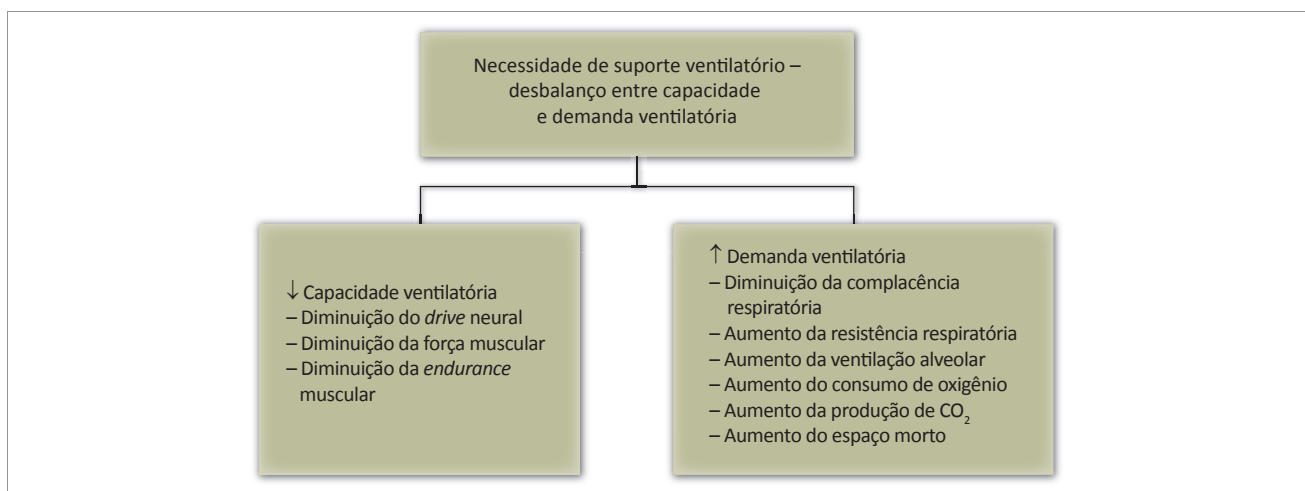 Necessidade de suporte ventilatório –
desbalanço entre capacidade
e demanda ventilatória
↓ Capacidade ventilatória
– Diminuição do drive neural
– Diminuição da força muscular
– Diminuição da endurance
muscular
↑ Demanda ventilatória
– Diminuição da complacência
respiratória
– Aumento da resistência respiratória
– Aumento da ventilação alveolar
– Aumento do consumo de oxigênio
– Aumento da produção de CO₂
– Aumento do espaço morto